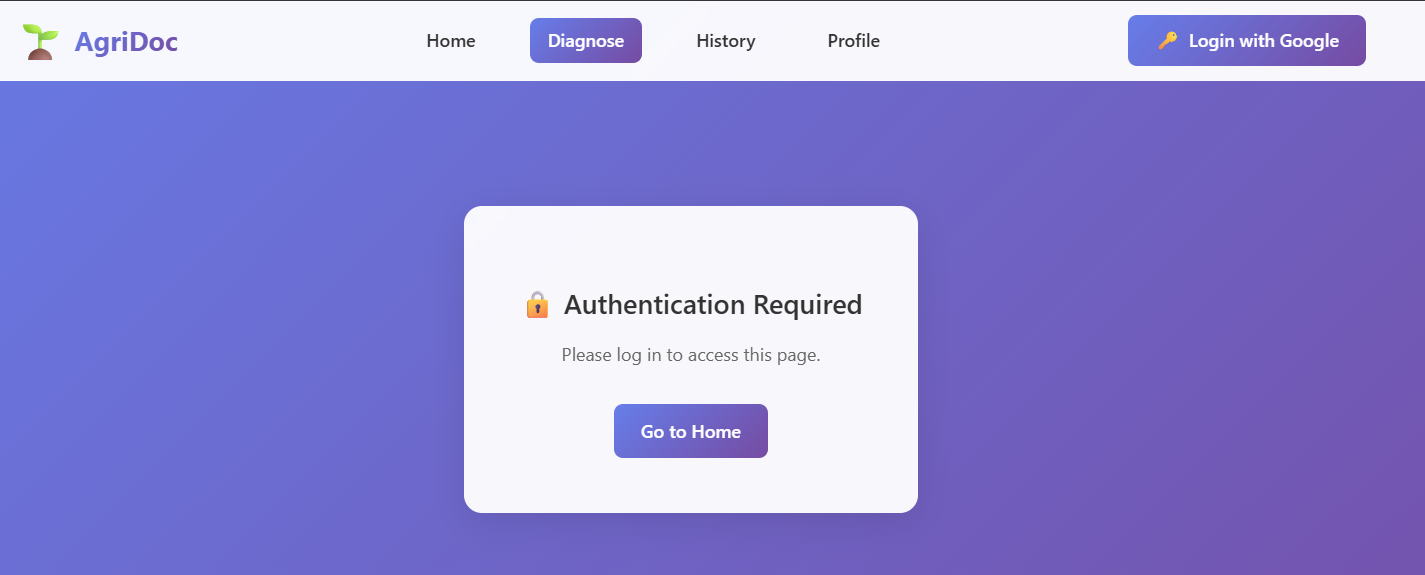 AgriDoc
Home
Diagnose
History
Profile
Login with Google
Authentication Required
Please log in to access this page.
Go to Home